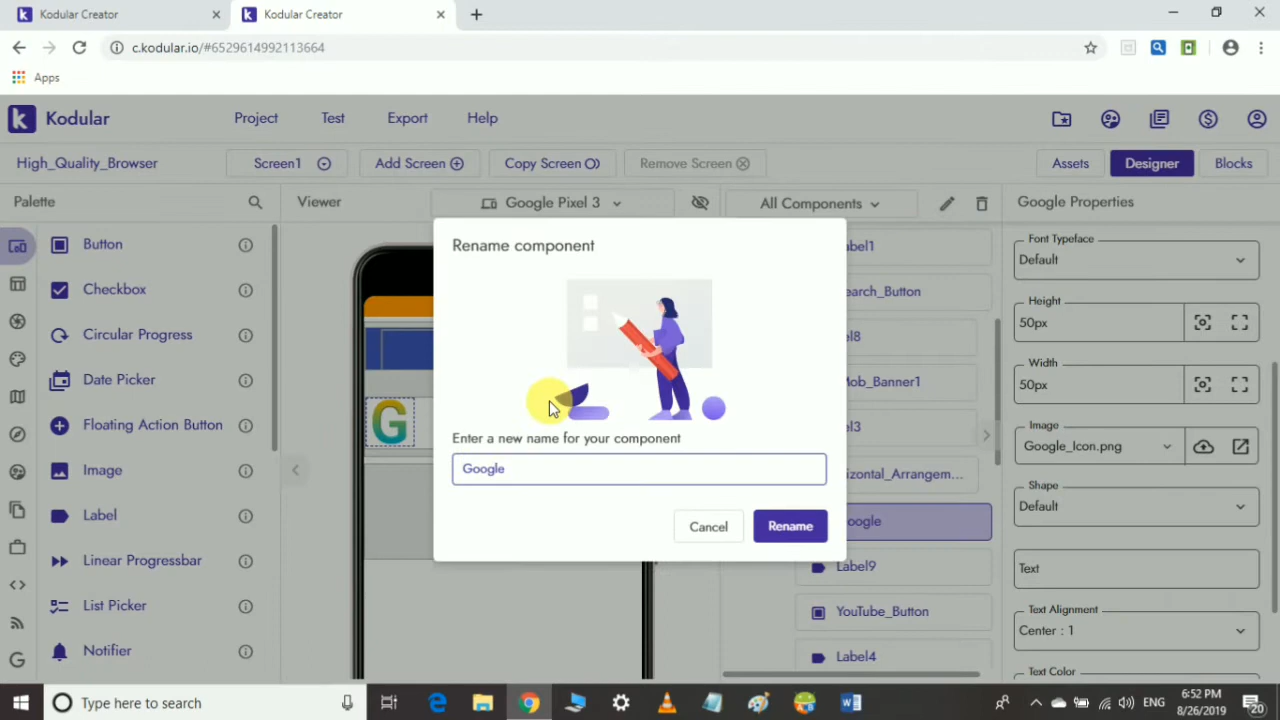 Kodular Creator
Kodular Creator
c.kodular.io/#6529614992113664
Apps
Kodular
Project
Test
Export
Help
High_Quality_Browser
Screen1
Add Screen
Copy Screen
Remove Screen
Assets
Designer
Blocks
Palette
Viewer
Google Pixel 3
All Components
Google Properties
Button
Checkbox
Circular Progress
Date Picker
Floating Action Button
Image
Label
Linear Progressbar
List Picker
Notifier
G
Rename component
Enter a new name for your component
Google
Cancel
Rename
abel1
earch_Button
el8
Mob_Banner1
el3
izontal_Arrangem...
oogle
Label9
YouTube_Button
Label4
Font Typeface
Default
Height
50px
Width
50px
Image
Google_Icon.png
Shape
Default
Text
Text Alignment
Center : 1
Text Color
Type here to search
ENG
6:52 PM
8/26/2019
20